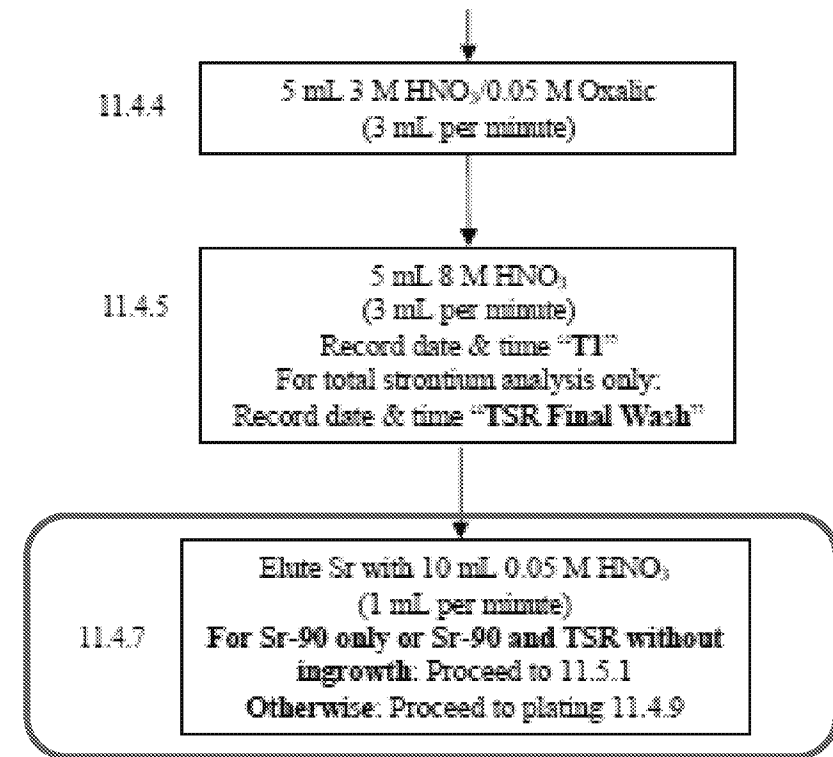 11.4.4
5 mL 3 M HNO₃/0.05 M Oxalic
(3 mL per minute)
11.4.5
5 mL 8 M HNO₃
(3 mL per minute)
Record date & time “T1”
For total strontium analysis only:
Record date & time “TSR Final Wash”
11.4.7
Elute Sr with 10 mL 0.05 M HNO₃
(1 mL per minute)
For Sr-90 only or Sr-90 and TSR without
ingrowth: Proceed to 11.5.1
Otherwise: Proceed to plating 11.4.9